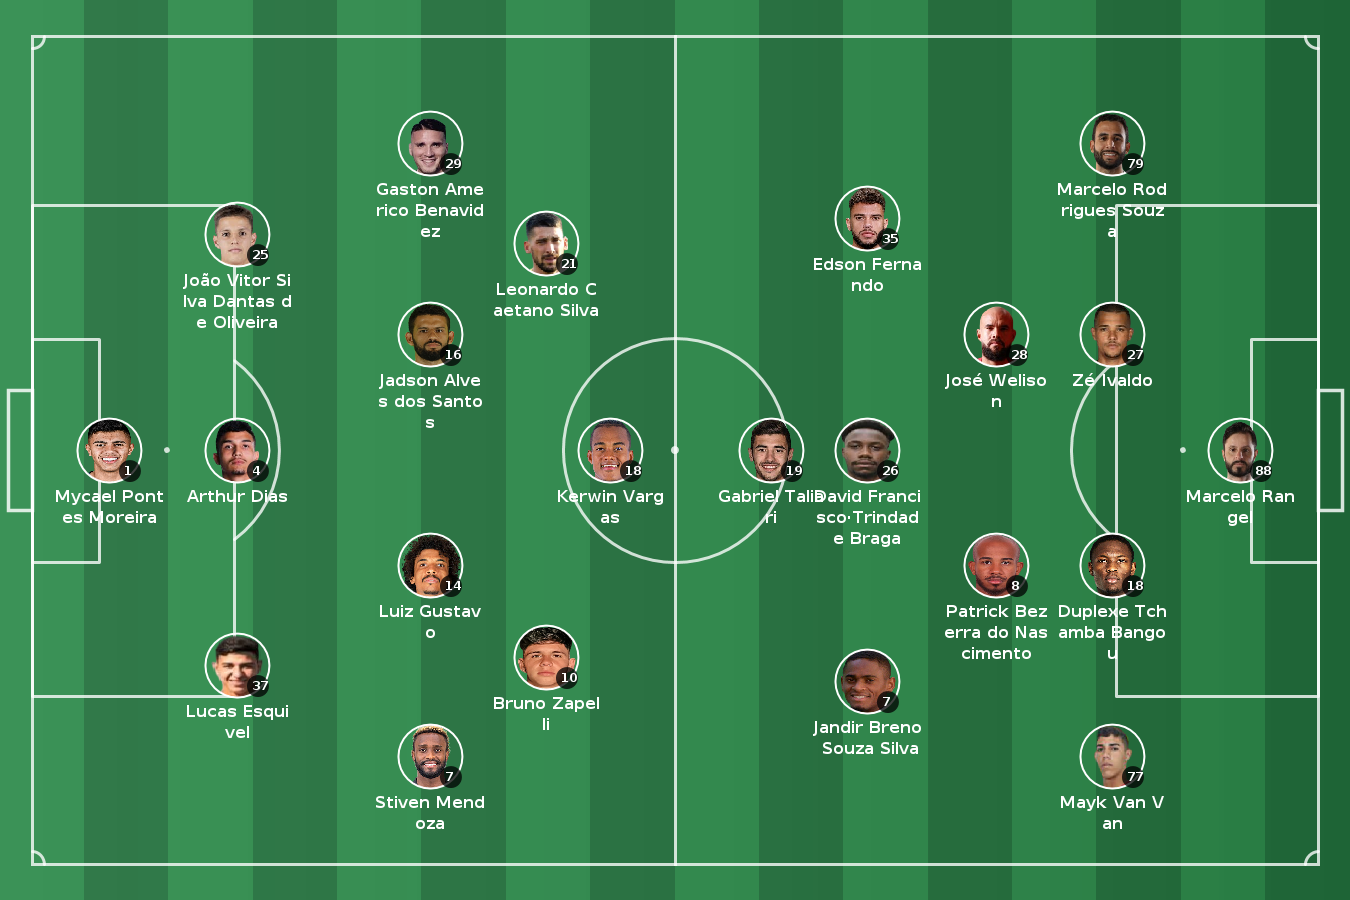 29
Gaston Ame
rico Benavid
ez
25
João Vitor Si
lva Dantas d
e Oliveira
21
Leonardo C
aetano Silva
16
Jadson Alve
s dos Santo
s
1
Mycael Pont
es Moreira
4
Arthur Dias
18
Kerwin Varg
as
14
Luiz Gustav
o
37
Lucas Esqui
vel
10
Bruno Zapel
li
7
Stiven Mend
oza
79
Marcelo Rod
rigues Souz
a
35
Edson Ferna
ndo
28
José Weliso
n
27
Zé Ivaldo
19
Gabriel Talia
ri
26
David Franci
sco Trindad
e Braga
88
Marcelo Ran
gel
8
Patrick Bez
erra do Nas
cimento
18
Duplexe Tch
amba Bango
u
7
Jandir Breno
Souza Silva
77
Mayk Van V
an